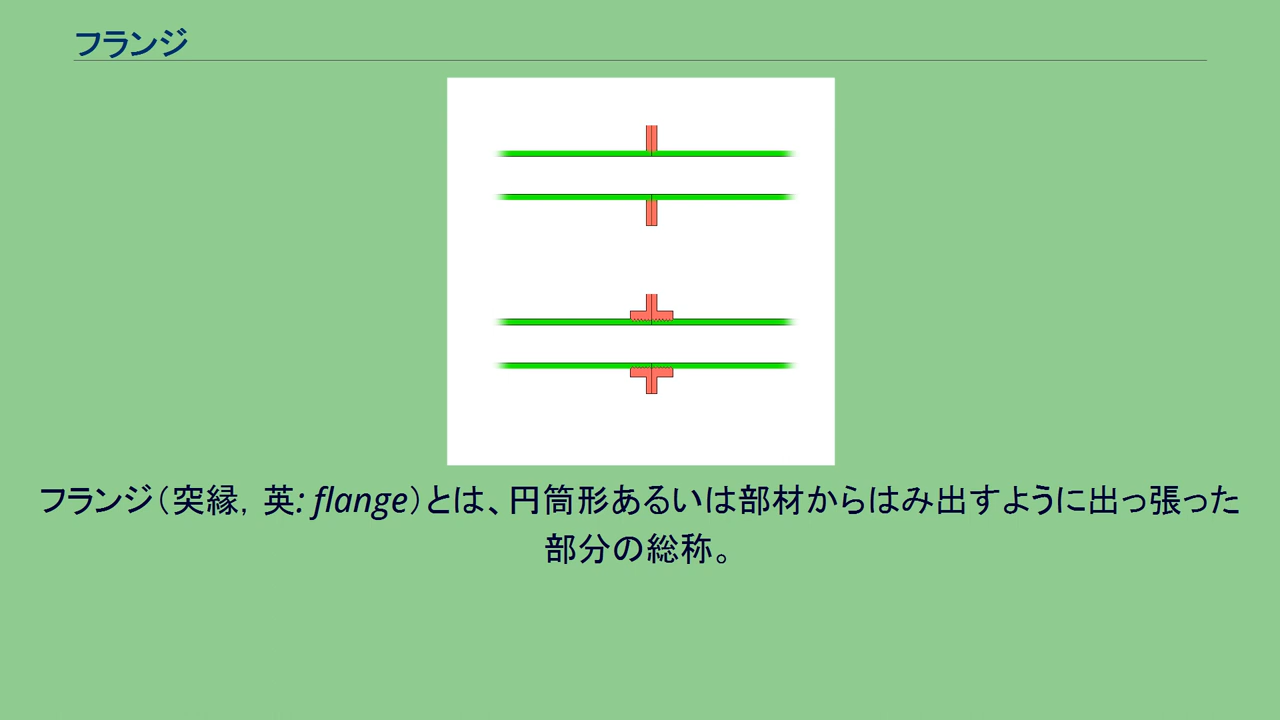 フランジ
フランジ（突縁，英: flange）とは、円筒形あるいは部材からはみ出すように出っ張った
部分の総称。